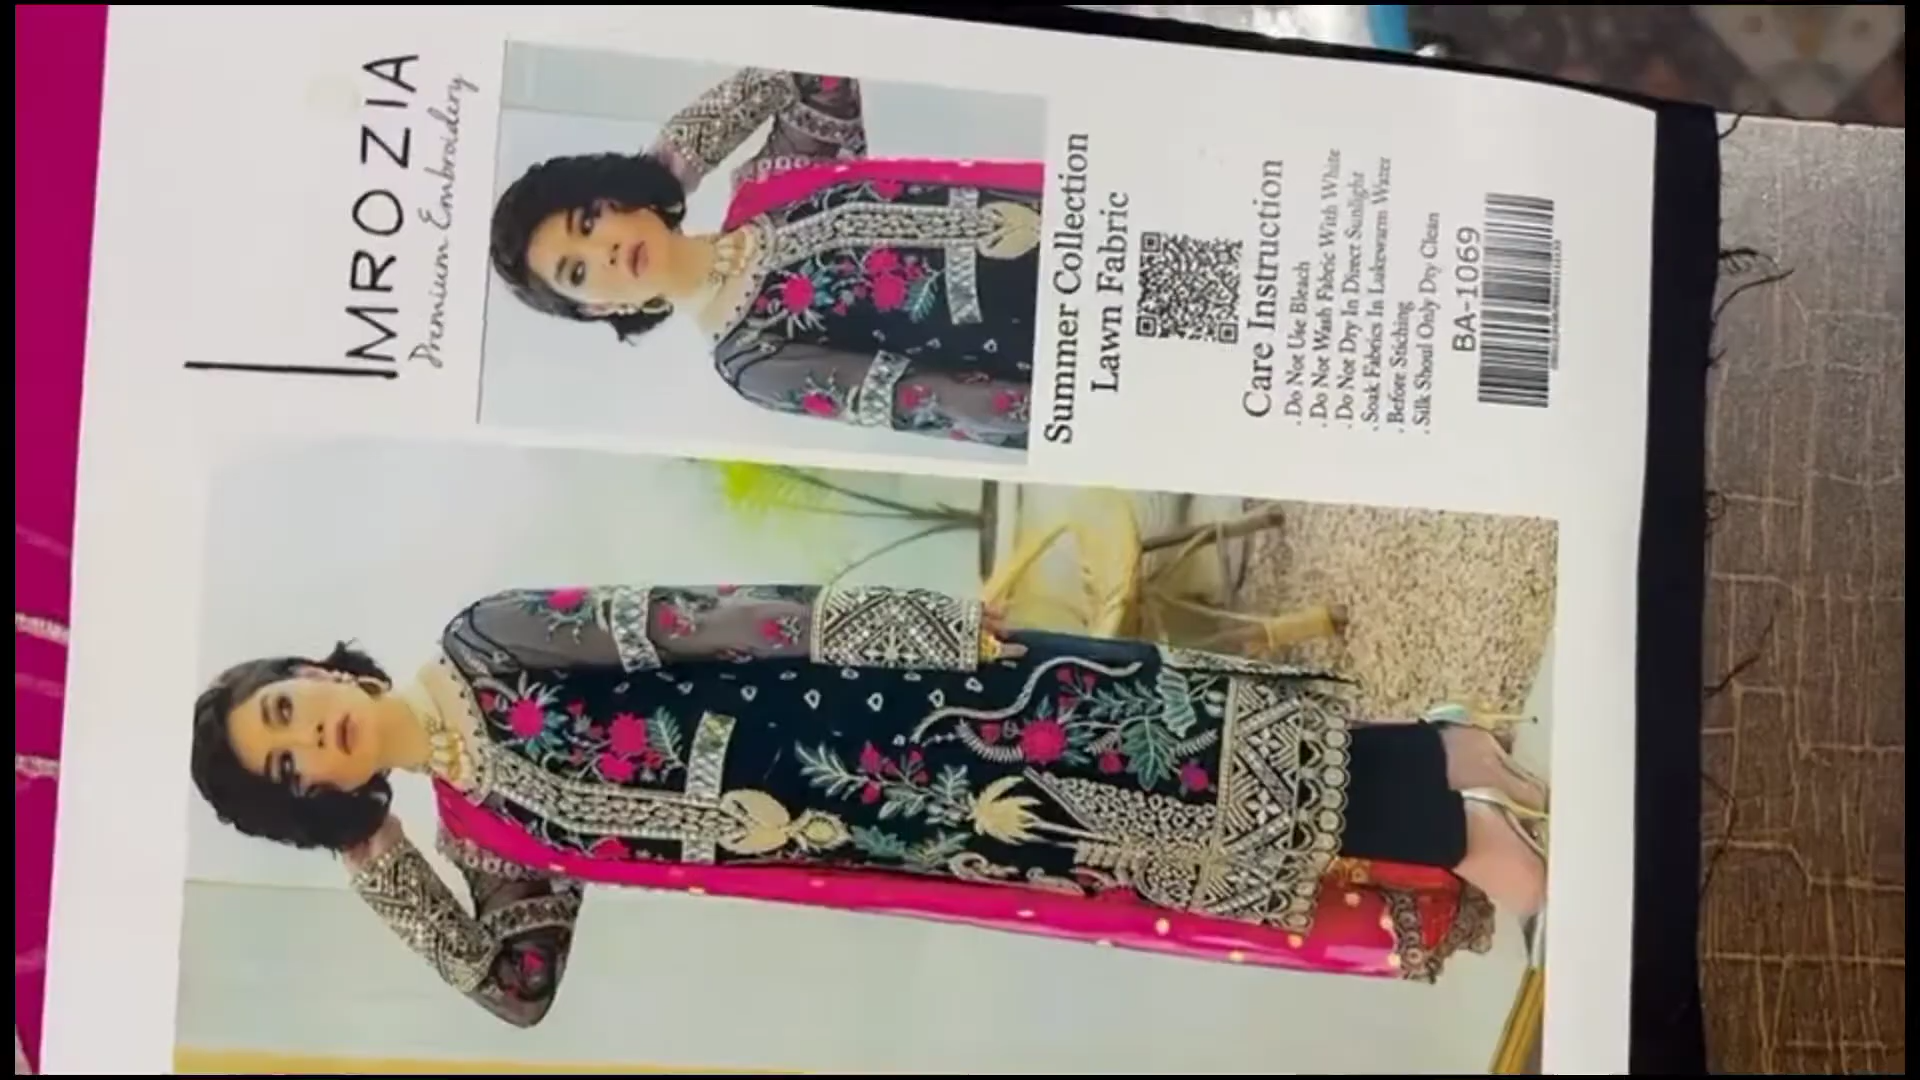 IMROZIA
Premium Embroidery
Summer Collection
Lawn Fabric
Care Instruction
. Do Not Use Bleach
. Do Not Wash Fabric With White
. Do Not Dry In Direct Sunlight
. Soak Fabrics In Lukewarm Water
. Before Stiching
. Silk Shoul Only Dry Clean
BA-1069